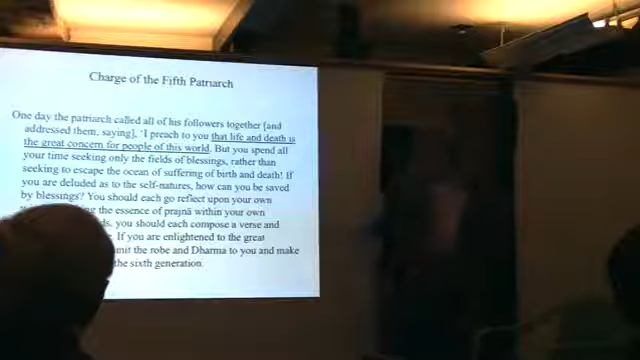 Charge of the Fifth Patriarch
One day the patriarch called all of his followers together [and
addressed them, saying], 'I preach to you that life and death is
the great concern for people of this world. But you spend all
your time seeking only the fields of blessings, rather than
seeking to escape the ocean of suffering of birth and death! If
you are deluded as to the self-natures, how can you be saved
by blessings? You should each go reflect upon your own
the essence of prajnā within your own
you should each compose a verse and
If you are enlightened to the great
the robe and Dharma to you and make
the sixth generation.